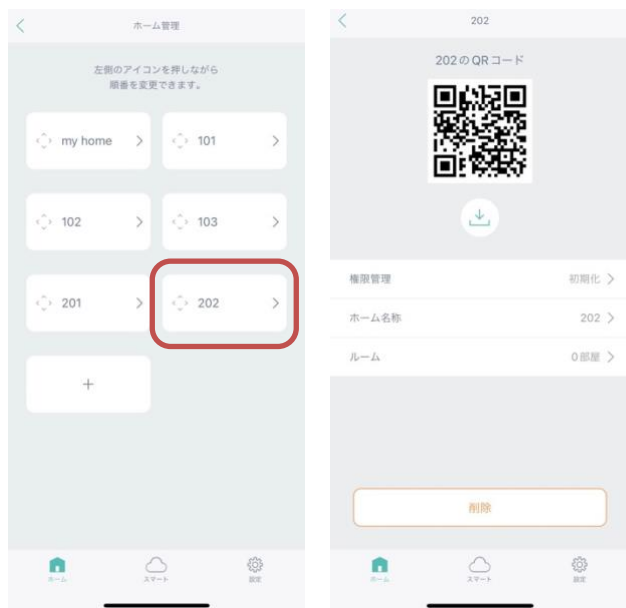 ホーム管理
左側のアイコンを押しながら
順番を変更できます。
my home
101
102
103
201
202
+
ホーム
スマート
設定
202
202のQRコード
権限管理 初期化
ホーム名称 202
ルーム 0部屋
削除
ホーム
スマート
設定